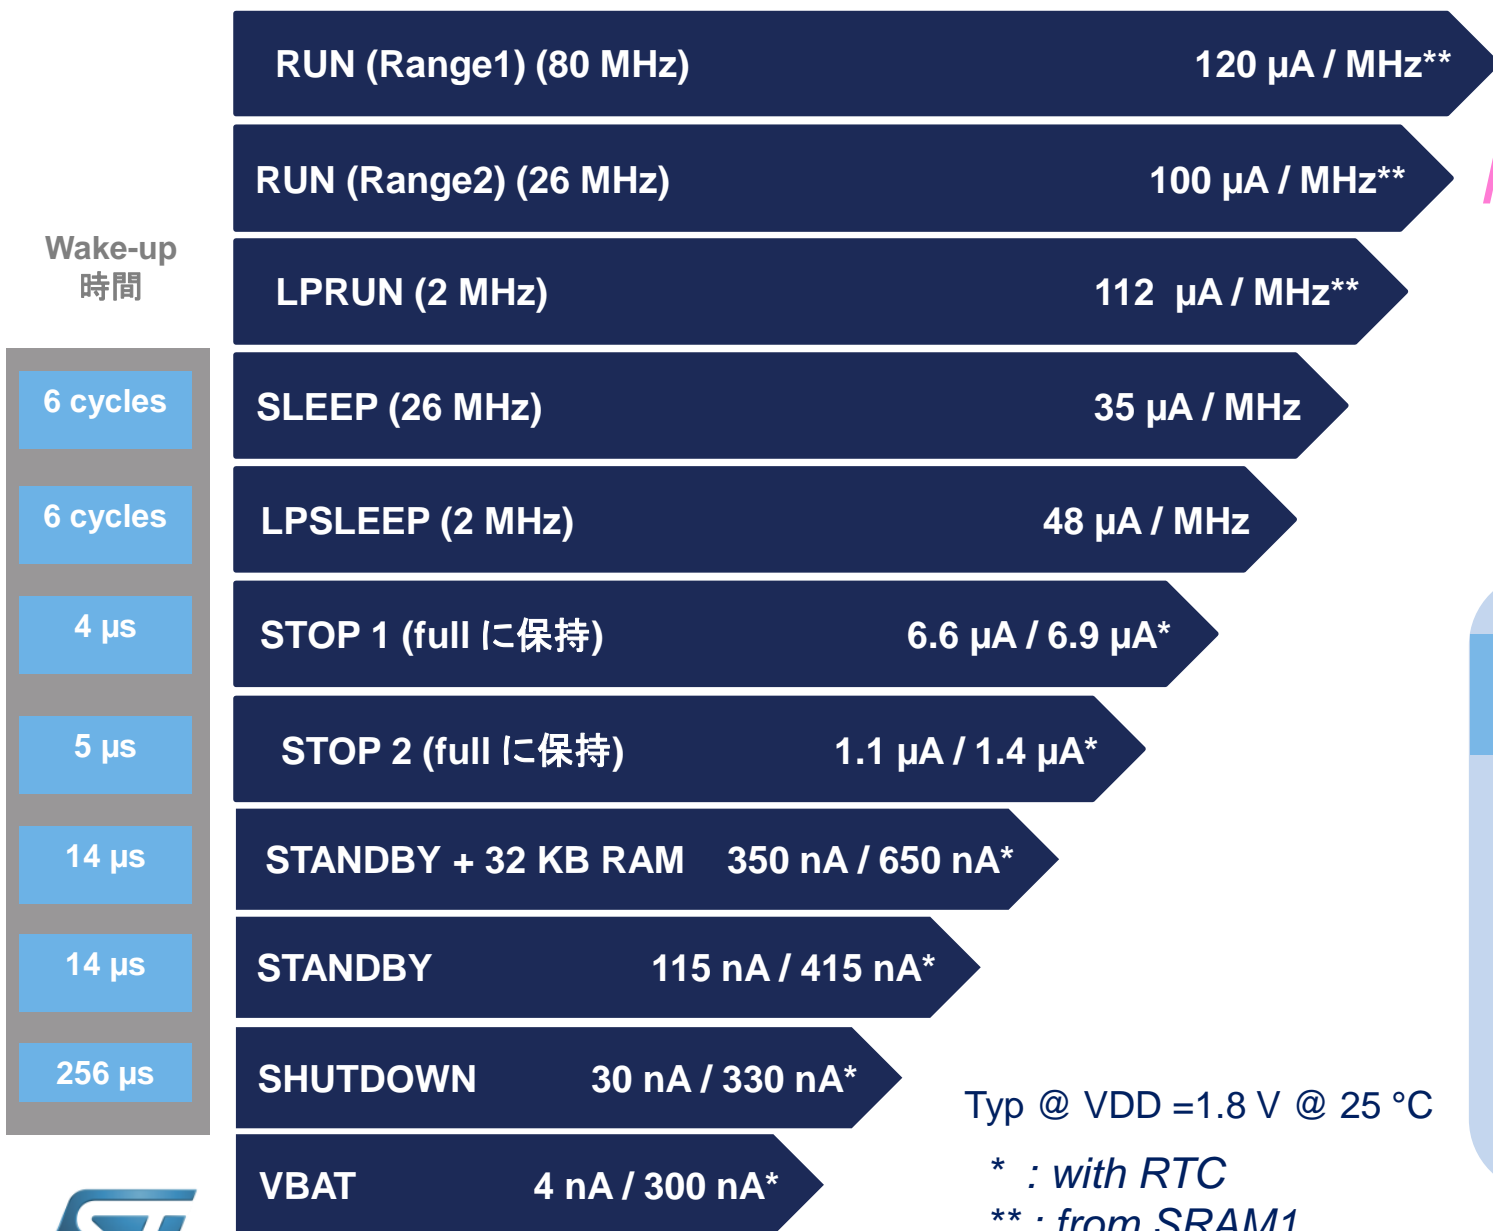 RUN (Range1) (80 MHz) 120 µA / MHz**
RUN (Range2) (26 MHz) 100 µA / MHz**
Wake-up
時間
LPRUN (2 MHz) 112 µA / MHz**
6 cycles SLEEP (26 MHz) 35 µA / MHz
6 cycles LPSLEEP (2 MHz) 48 µA / MHz
4 µs STOP 1 (full に保持) 6.6 µA / 6.9 µA*
5 µs STOP 2 (full に保持) 1.1 µA / 1.4 µA*
14 µs STANDBY + 32 KB RAM 350 nA / 650 nA*
14 µs STANDBY 115 nA / 415 nA*
256 µs SHUTDOWN 30 nA / 330 nA*
VBAT 4 nA / 300 nA*
Typ @ VDD =1.8 V @ 25 °C
* : with RTC
** : from SRAM1